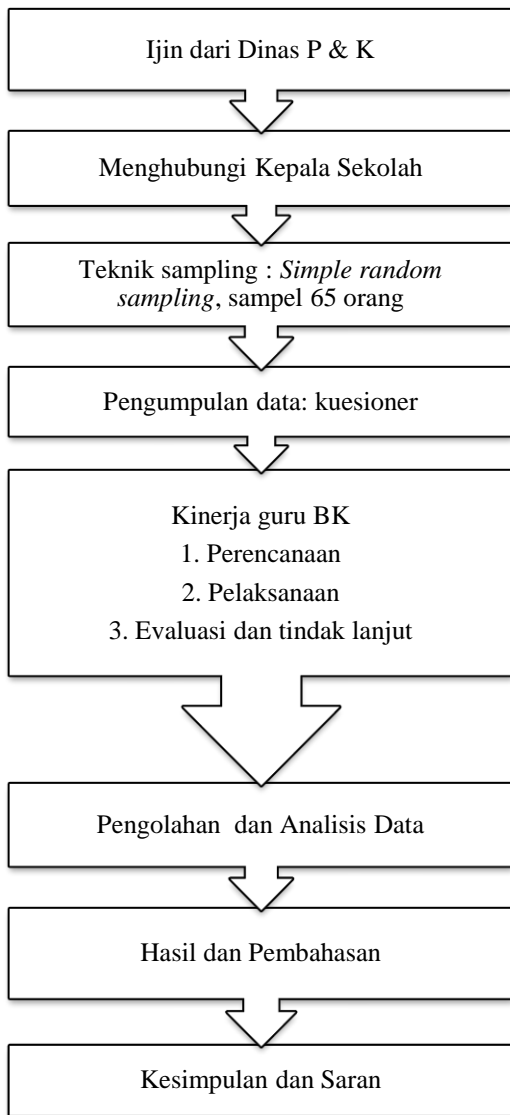 Ijin dari Dinas P & K
Menghubungi Kepala Sekolah
Teknik sampling : Simple random
sampling, sampel 65 orang
Pengumpulan data: kuesioner
Kinerja guru BK
1. Perencanaan
2. Pelaksanaan
3. Evaluasi dan tindak lanjut
Pengolahan  dan Analisis Data
Hasil dan Pembahasan
Kesimpulan dan Saran